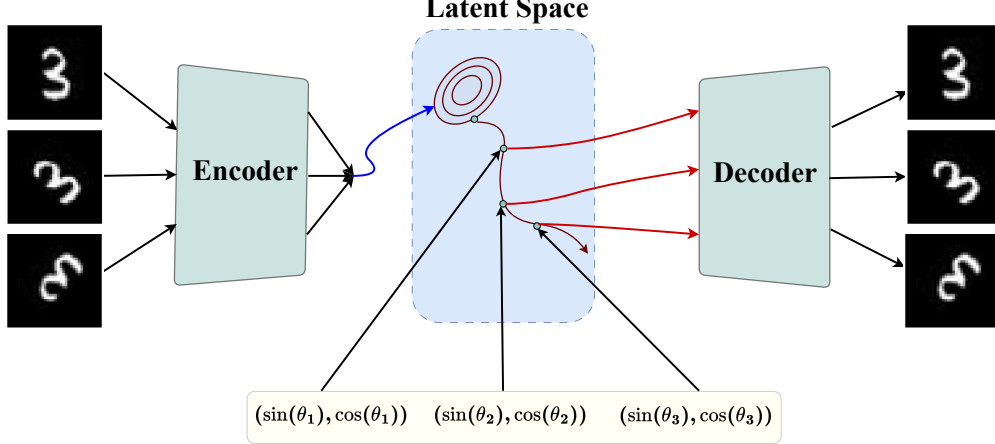 Latent Space
Encoder
Decoder
(sin(θ₁), cos(θ₁)) (sin(θ₂), cos(θ₂)) (sin(θ₃), cos(θ₃))